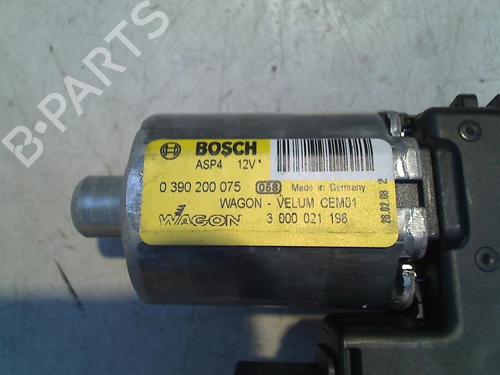 B-PARTS
BOSCH
ASP4 12V
0 390 200 075 068 Made in Germany
WAGON - VELUM CEM01
WAGON 3 000 021 198
28.02.08 2